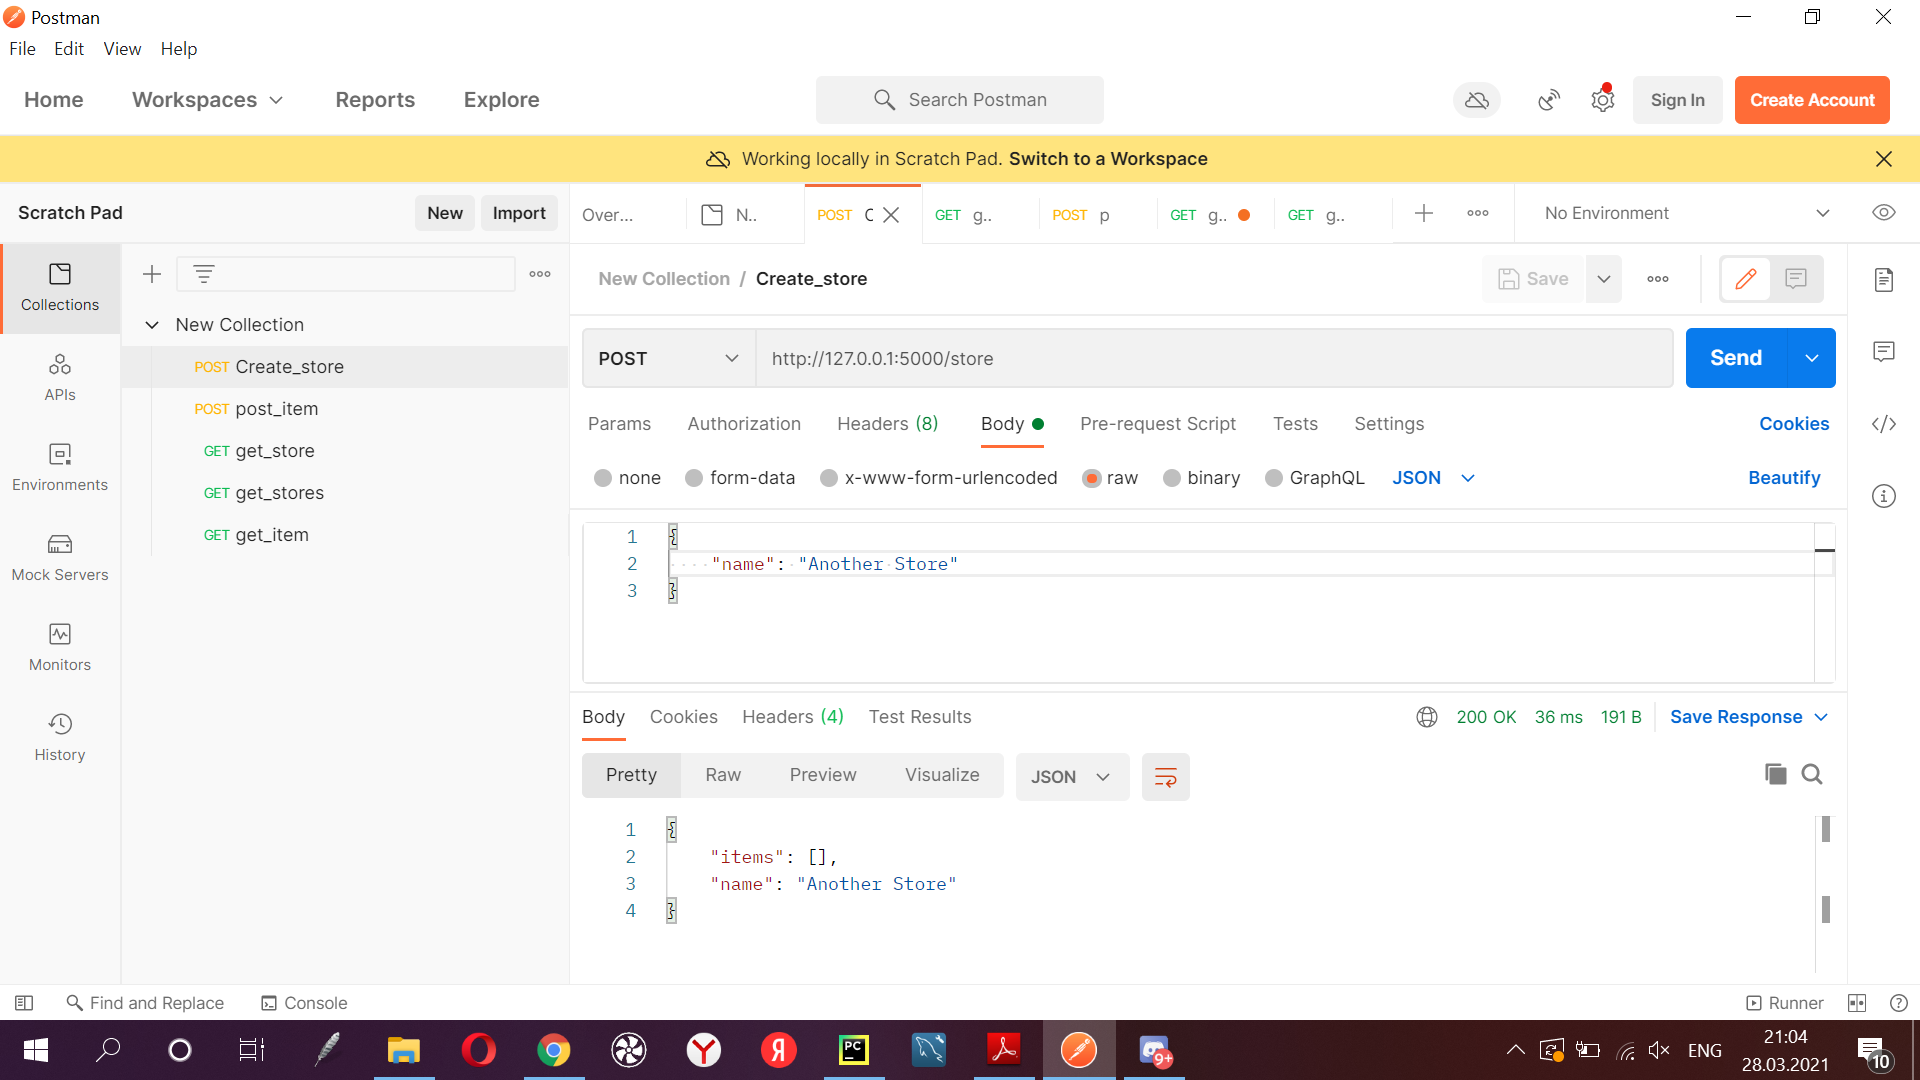 Postman
File Edit View Help
Home Workspaces Reports Explore Search Postman Sign In Create Account
Working locally in Scratch Pad. Switch to a Workspace
Scratch Pad New Import Over... N.. POST C GET g.. POST p GET g.. GET g.. No Environment
Collections
New Collection / Create_store Save
New Collection
POST Create_store
POST post_item
GET get_store
GET get_stores
GET get_item
APIs
Environments
Mock Servers
Monitors
History
POST http://127.0.0.1:5000/store Send
Params Authorization Headers (8) Body Pre-request Script Tests Settings Cookies
none form-data x-www-form-urlencoded raw binary GraphQL JSON Beautify
1 {
2 "name": "Another Store"
3 }
Body Cookies Headers (4) Test Results 200 OK 36 ms 191 B Save Response
Pretty Raw Preview Visualize JSON
1 {
2 "items": [],
3 "name": "Another Store"
4 }
Find and Replace Console Runner
PC 9+ ENG 21:04
28.03.2021 10